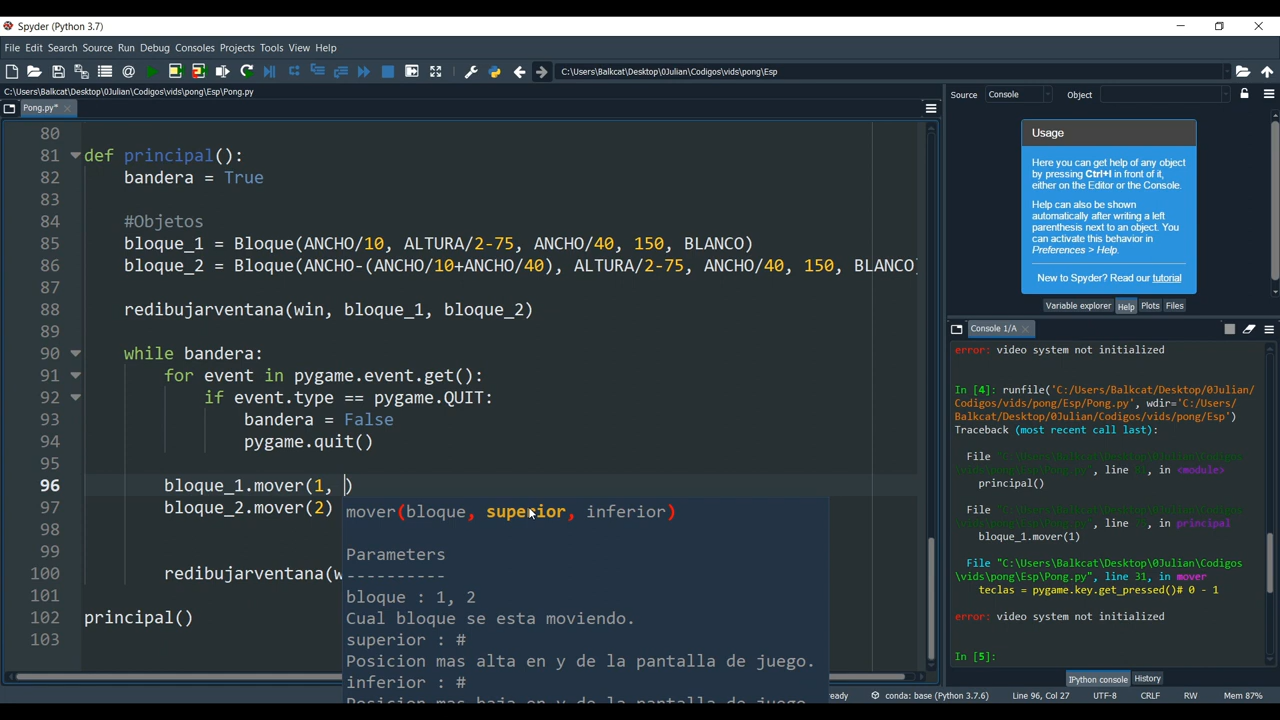 Spyder (Python 3.7)
File Edit Search Source Run Debug Consoles Projects Tools View Help
C:\Users\Balkcat\Desktop\0Julian\Codigos\vids\pong\Esp
C:\Users\Balkcat\Desktop\0Julian\Codigos\vids\pong\Esp\Pong.py
Pong.py*
80
81 def principal():
82 bandera = True
83
84 #Objetos
85 bloque_1 = Bloque(ANCHO/10, ALTURA/2-75, ANCHO/40, 150, BLANCO)
86 bloque_2 = Bloque(ANCHO-(ANCHO/10+ANCHO/40), ALTURA/2-75, ANCHO/40, 150, BLANCO
87
88 redibujarventana(win, bloque_1, bloque_2)
89
90 while bandera:
91 for event in pygame.event.get():
92 if event.type == pygame.QUIT:
93 bandera = False
94 pygame.quit()
95
96 bloque_1.mover(1, )
97 bloque_2.mover(2)
98
99
100 redibujarventana(w
101
102 principal()
103
mover(bloque, superior, inferior)
Parameters
----------
bloque : 1, 2
Cual bloque se esta moviendo.
superior : #
Posicion mas alta en y de la pantalla de juego.
inferior : #
Posicion mas baja en y de la pantalla de juego.
Source Console Object
Usage
Here you can get help of any object
by pressing Ctrl+I in front of it,
either on the Editor or the Console.
Help can also be shown
automatically after writing a left
parenthesis next to an object. You
can activate this behavior in
Preferences > Help.
New to Spyder? Read our tutorial
Variable explorer Help Plots Files
Console 1/A
error: video system not initialized
In [4]: runfile('C:/Users/Balkcat/Desktop/0Julian/
Codigos/vids/pong/Esp/Pong.py', wdir='C:/Users/
Balkcat/Desktop/0Julian/Codigos/vids/pong/Esp')
Traceback (most recent call last):
File
in <module>
principal()
File
in principal
bloque_1.mover(1)
File "C:\Users\Balkcat\Desktop\0Julian\Codigos
\vids\pong\Esp\Pong.py", line 31, in mover
teclas = pygame.key.get_pressed()# 0 - 1
error: video system not initialized
In [5]:
IPython console History
eady conda: base (Python 3.7.6) Line 96, Col 27 UTF-8 CRLF RW Mem 87%